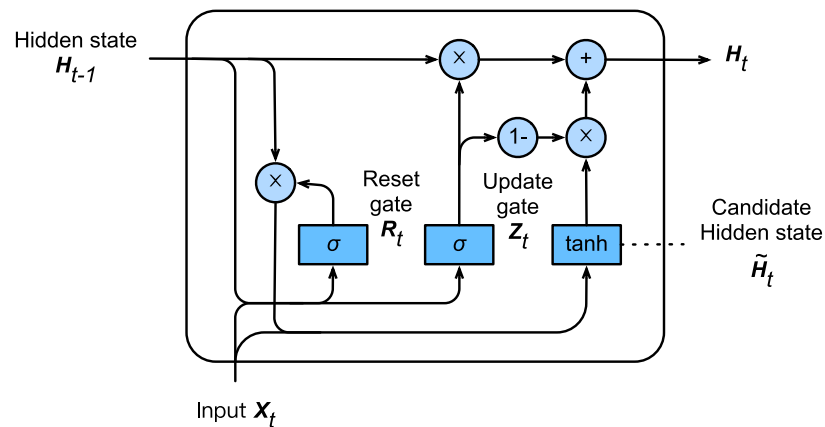 Hidden state
H_{t-1}
×
+
H_t
1-
×
×
Reset
gate
R_t
Update
gate
Z_t
σ
σ
tanh
Candidate
Hidden state
H̃_t
Input X_t